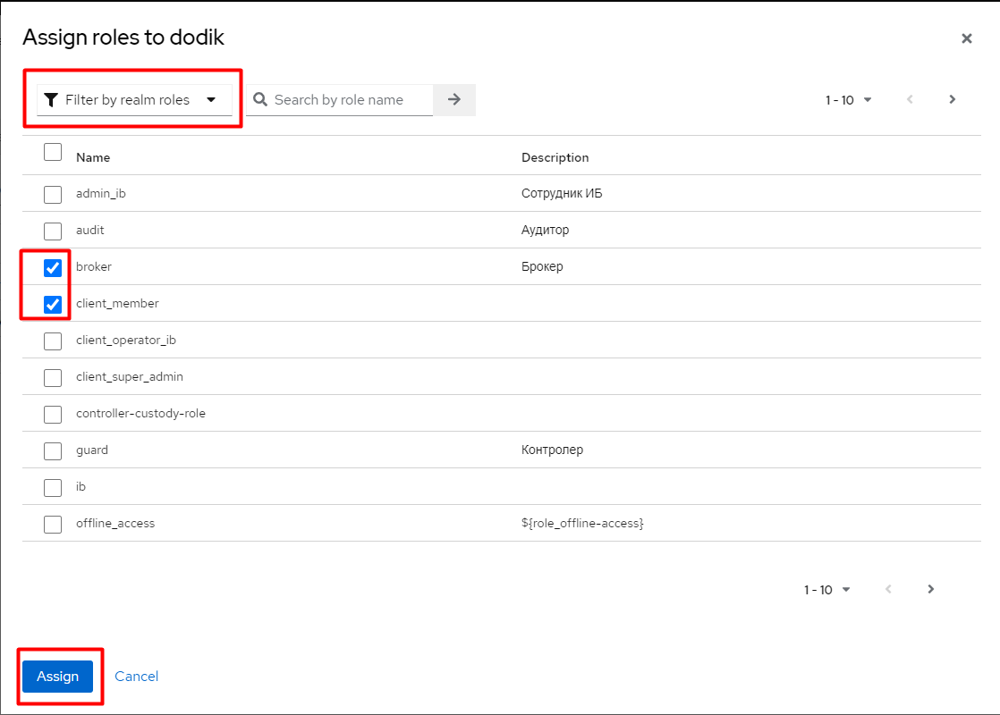 Assign roles to dodik
Filter by realm roles
Search by role name
1 - 10
Name Description
admin_ib Сотрудник ИБ
audit Аудитор
broker Брокер
client_member
client_operator_ib
client_super_admin
controller-custody-role
guard Контролер
ib
offline_access ${role_offline-access}
1 - 10
Assign Cancel